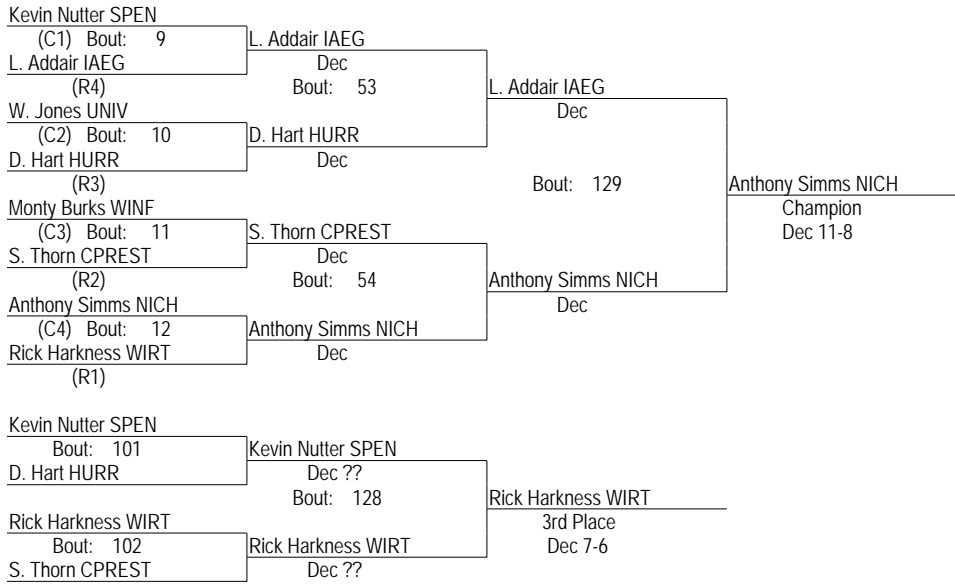 Kevin Nutter SPEN
(C1) Bout: 9
L. Addair IAEG
L. Addair IAEG
Dec
(R4)
Bout: 53
L. Addair IAEG
W. Jones UNIV
Dec
(C2) Bout: 10
D. Hart HURR
D. Hart HURR
Dec
(R3)
Bout: 129
Anthony Simms NICH
Monty Burks WINF
Champion
(C3) Bout: 11
S. Thorn CPREST
Dec 11-8
S. Thorn CPREST
Dec
(R2)
Bout: 54
Anthony Simms NICH
Anthony Simms NICH
Dec
(C4) Bout: 12
Anthony Simms NICH
Rick Harkness WIRT
Dec
(R1)
Kevin Nutter SPEN
Bout: 101
Kevin Nutter SPEN
D. Hart HURR
Dec ??
Bout: 128
Rick Harkness WIRT
Rick Harkness WIRT
3rd Place
Bout: 102
Rick Harkness WIRT
Dec 7-6
S. Thorn CPREST
Dec ??